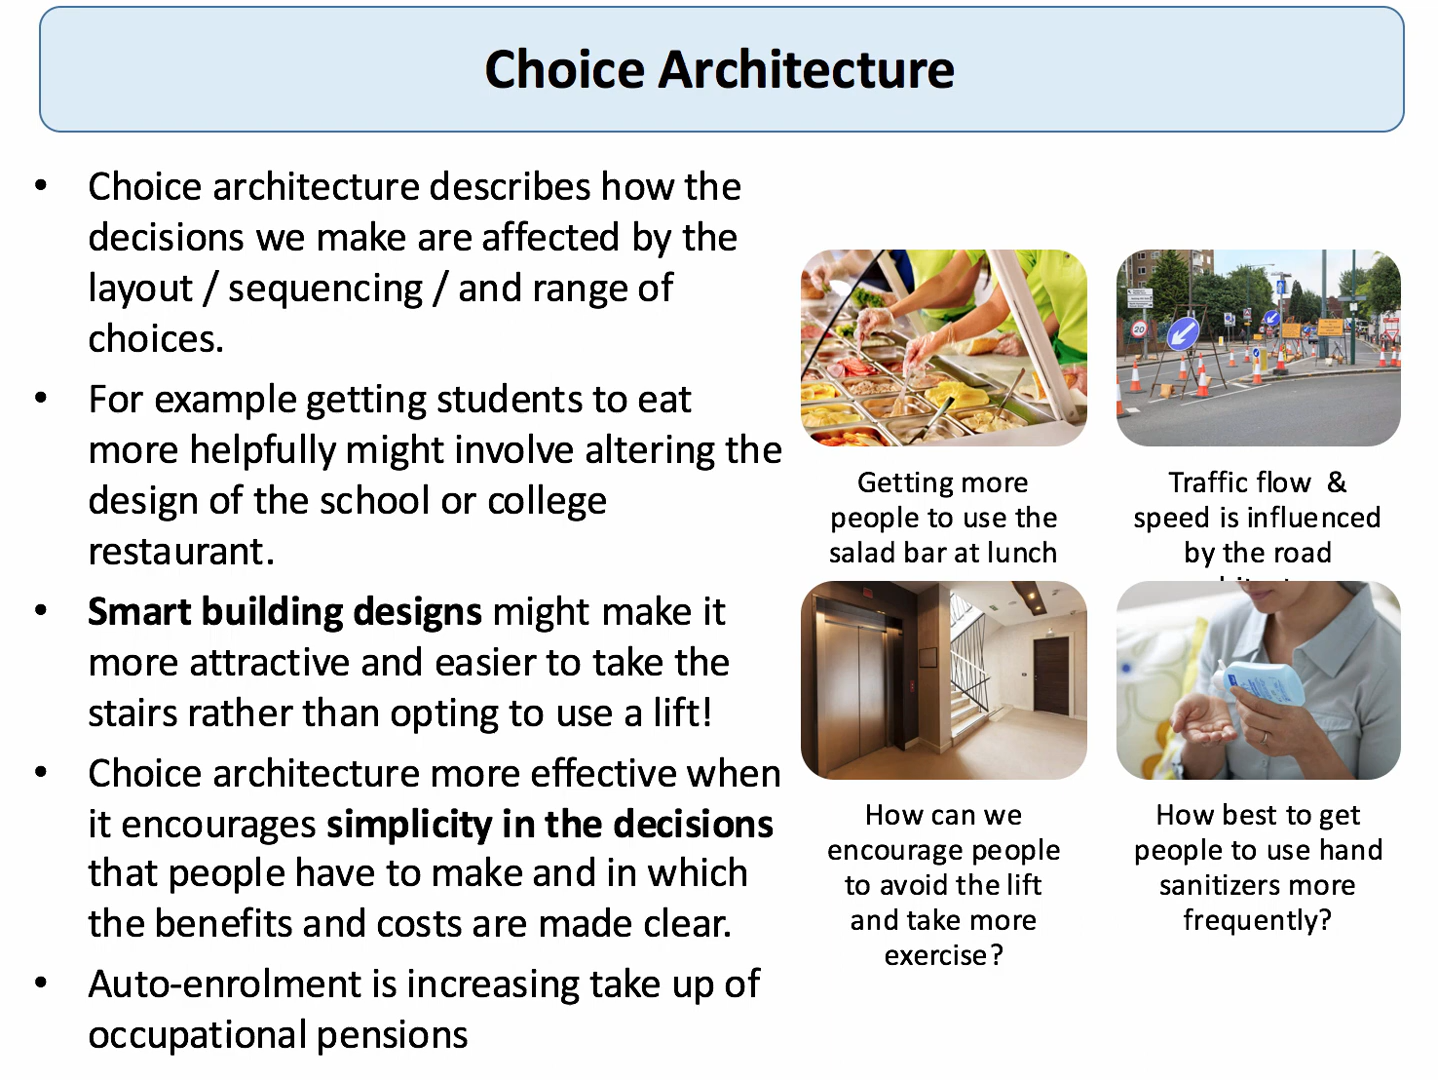 Choice Architecture
• Choice architecture describes how the
decisions we make are affected by the
layout / sequencing / and range of
choices.
• For example getting students to eat
more helpfully might involve altering the
design of the school or college
restaurant.
• Smart building designs might make it
more attractive and easier to take the
stairs rather than opting to use a lift!
• Choice architecture more effective when
it encourages simplicity in the decisions
that people have to make and in which
the benefits and costs are made clear.
• Auto-enrolment is increasing take up of
occupational pensions
Getting more
people to use the
salad bar at lunch
Traffic flow &
speed is influenced
by the road
20
How can we
encourage people
to avoid the lift
and take more
exercise?
How best to get
people to use hand
sanitizers more
frequently?